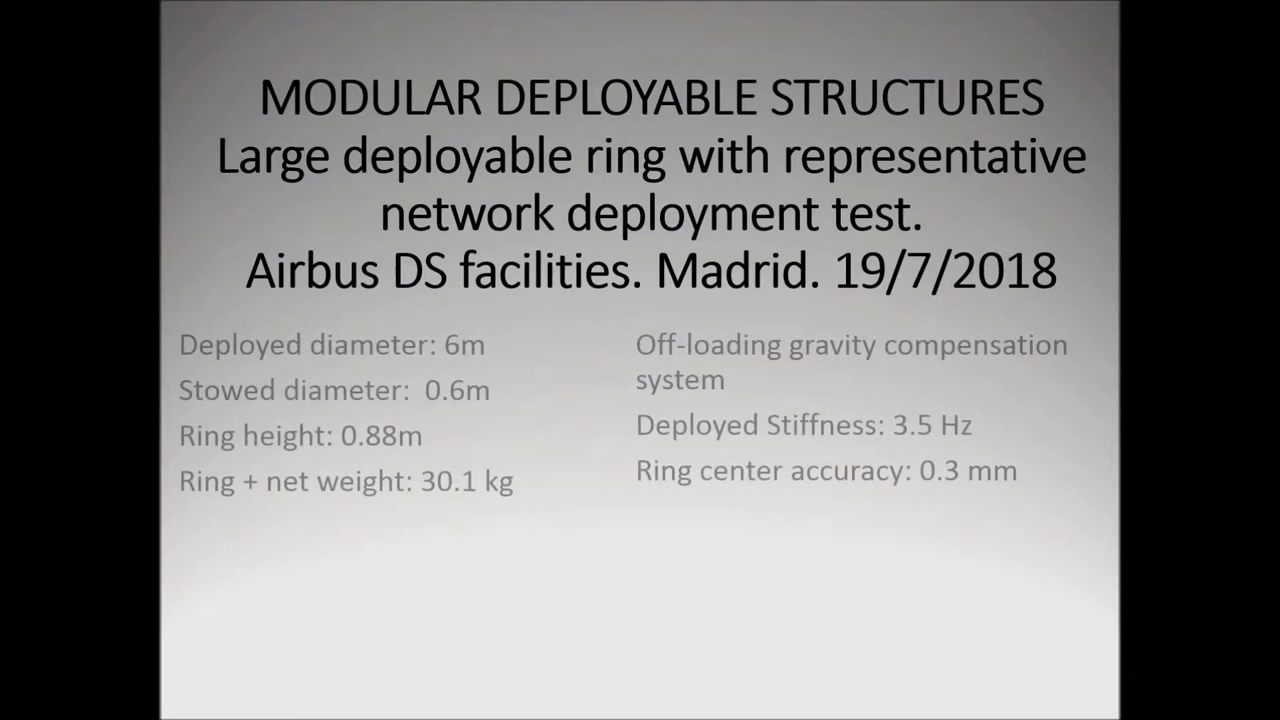 MODULAR DEPLOYABLE STRUCTURES
Large deployable ring with representative
network deployment test.
Airbus DS facilities. Madrid. 19/7/2018
Deployed diameter: 6m
Stowed diameter:  0.6m
Ring height: 0.88m
Ring + net weight: 30.1 kg
Off-loading gravity compensation
system
Deployed Stiffness: 3.5 Hz
Ring center accuracy: 0.3 mm